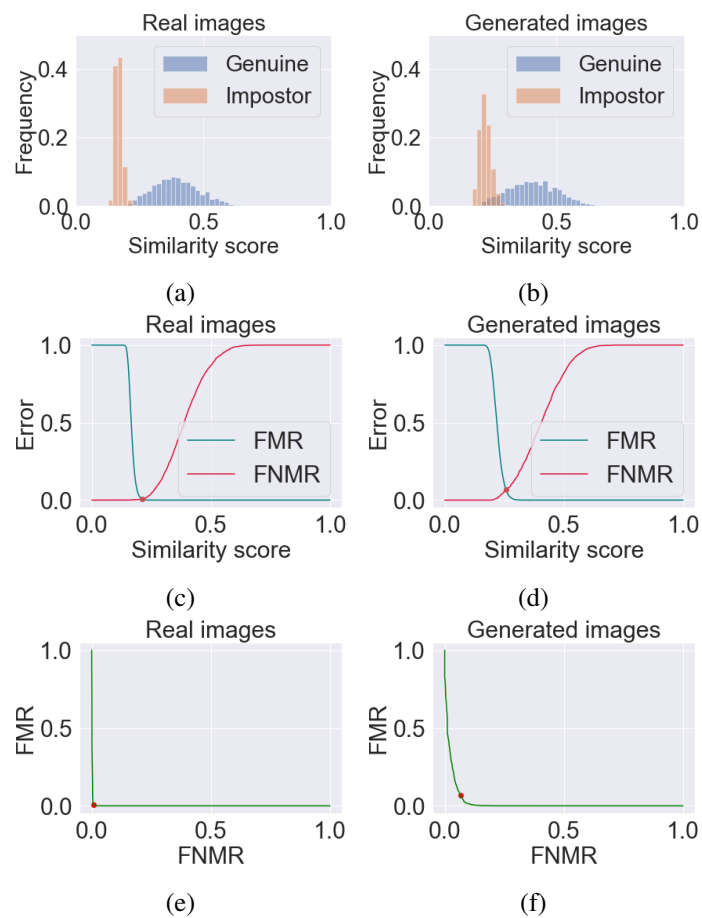 Real images
Generated images
Frequency
0.4
0.2
0.0
Genuine
Impostor
0.0
0.5
1.0
Similarity score
Frequency
0.4
0.2
0.0
Genuine
Impostor
0.0
0.5
1.0
Similarity score
(a)
(b)
Real images
Generated images
Error
1.0
0.5
0.0
FMR
FNMR
0.0
0.5
1.0
Similarity score
Error
1.0
0.5
0.0
FMR
FNMR
0.0
0.5
1.0
Similarity score
(c)
(d)
Real images
Generated images
FMR
1.0
0.5
0.0
0.0
0.5
1.0
FNMR
FMR
1.0
0.5
0.0
0.0
0.5
1.0
FNMR
(e)
(f)